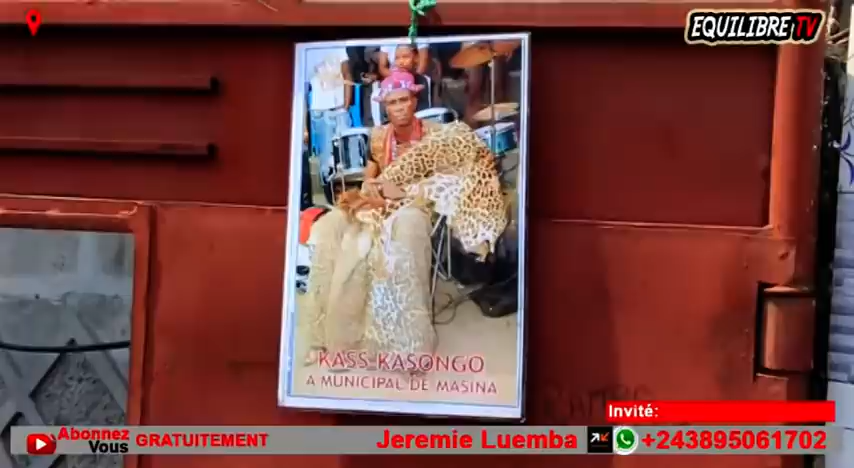 EQUILIBRE TV
KASS KASONGO
A MUNICIPAL DE MASINA
Invité:
Abonnez
Vous
GRATUITEMENT
Jeremie Luemba
+243895061702